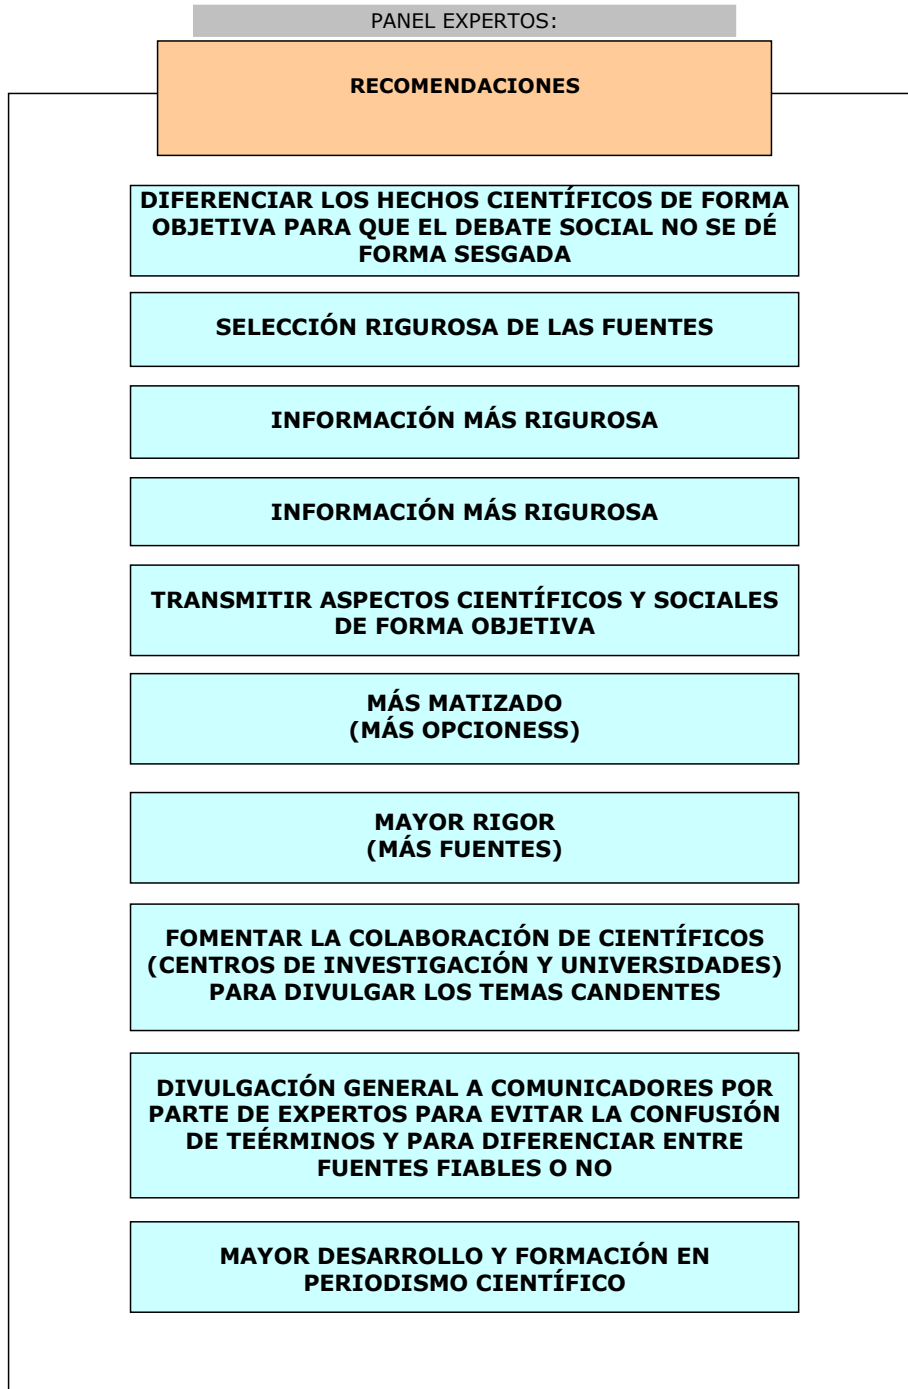 PANEL EXPERTOS:
RECOMENDACIONES
DIFERENCIAR LOS HECHOS CIENTÍFICOS DE FORMA
OBJETIVA PARA QUE EL DEBATE SOCIAL NO SE DÉ
FORMA SESGADA
SELECCIÓN RIGUROSA DE LAS FUENTES
INFORMACIÓN MÁS RIGUROSA
INFORMACIÓN MÁS RIGUROSA
TRANSMITIR ASPECTOS CIENTÍFICOS Y SOCIALES
DE FORMA OBJETIVA
MÁS MATIZADO
(MÁS OPCIONESS)
MAYOR RIGOR
(MÁS FUENTES)
FOMENTAR LA COLABORACIÓN DE CIENTÍFICOS
(CENTROS DE INVESTIGACIÓN Y UNIVERSIDADES)
PARA DIVULGAR LOS TEMAS CANDENTES
DIVULGACIÓN GENERAL A COMUNICADORES POR
PARTE DE EXPERTOS PARA EVITAR LA CONFUSIÓN
DE TEÉRMINOS Y PARA DIFERENCIAR ENTRE
FUENTES FIABLES O NO
MAYOR DESARROLLO Y FORMACIÓN EN
PERIODISMO CIENTÍFICO